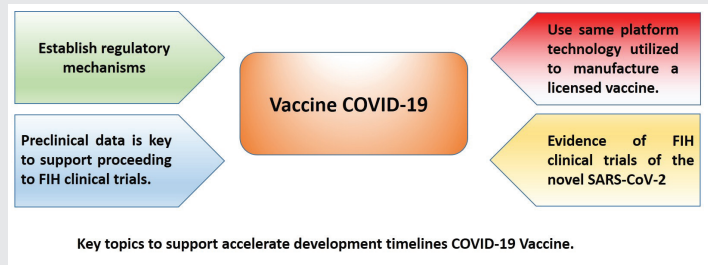 Establish regulatory
mechanisms
Preclinical data is key
to support proceeding
to FIH clinical trials.
Vaccine COVID-19
Use same platform
technology utilized
to manufacture a
licensed vaccine.
Evidence of FIH
clinical trials of the
novel SARS-CoV-2
Key topics to support accelerate development timelines COVID-19 Vaccine.